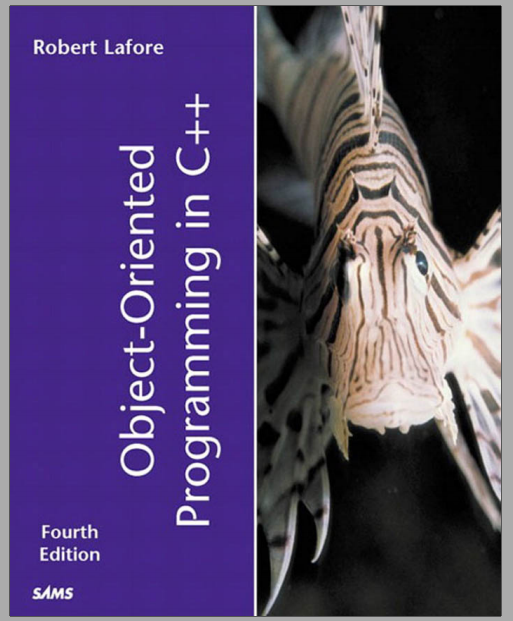 Robert Lafore
Object-Oriented
Programming in C++
Fourth
Edition
SAMS